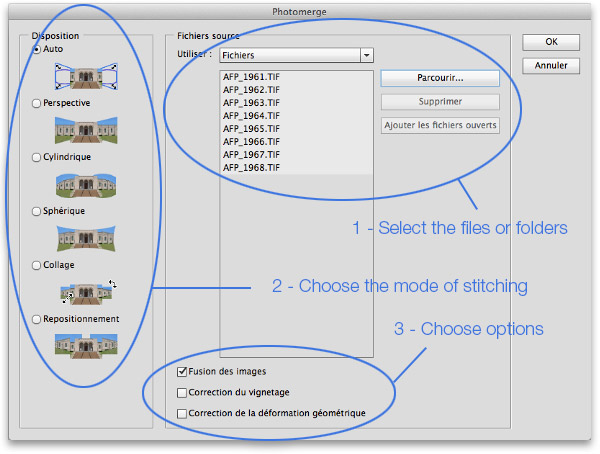 Photomerge
Disposition
Auto
Perspective
Cylindrique
Sphérique
Collage
Repositionnement
Fichiers source
Utiliser : Fichiers
AFP_1961.TIF
AFP_1962.TIF
AFP_1963.TIF
AFP_1964.TIF
AFP_1965.TIF
AFP_1966.TIF
AFP_1967.TIF
AFP_1968.TIF
Parcourir...
Supprimer
Ajouter les fichiers ouverts
OK
Annuler
1 - Select the files or folders
2 - Choose the mode of stitching
3 - Choose options
Fusion des images
Correction du vignetage
Correction de la déformation géométrique